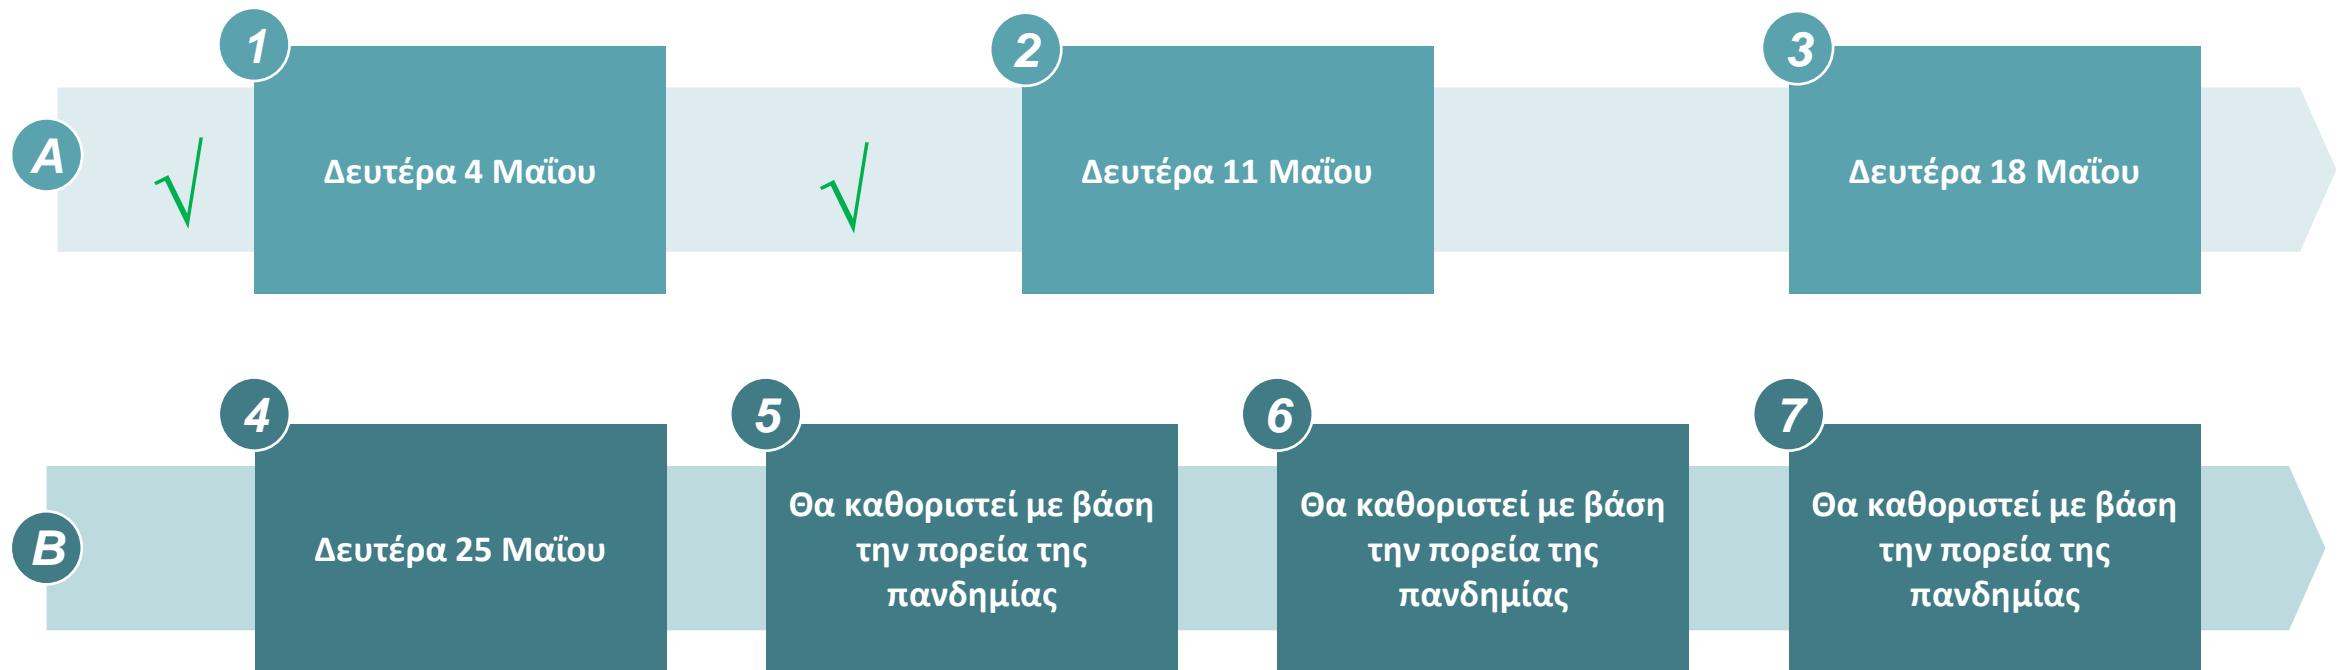 1
2
3
A
√
Δευτέρα 4 Μαΐου
√
Δευτέρα 11 Μαΐου
Δευτέρα 18 Μαΐου
4
5
6
7
B
Δευτέρα 25 Μαΐου
Θα καθοριστεί με βάση
την πορεία της
πανδημίας
Θα καθοριστεί με βάση
την πορεία της
πανδημίας
Θα καθοριστεί με βάση
την πορεία της
πανδημίας